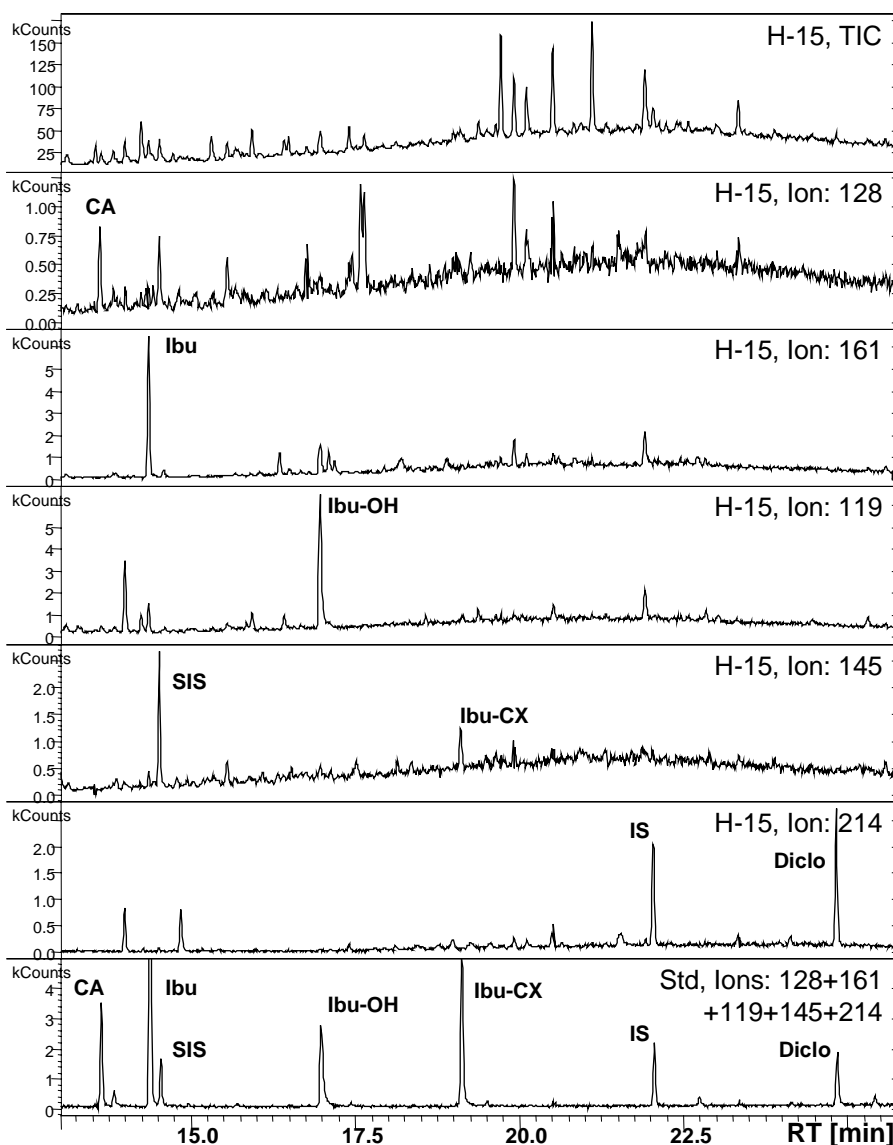 kCounts
H-15, TIC
150
125
100
75
50
25
kCounts
H-15, Ion: 128
CA
1.00
0.75
0.50
0.25
0.00
kCounts
H-15, Ion: 161
Ibu
5
4
3
2
1
0
kCounts
H-15, Ion: 119
Ibu-OH
5
4
3
2
1
0
kCounts
H-15, Ion: 145
SIS
Ibu-CX
2.0
1.5
1.0
0.5
0.0
kCounts
H-15, Ion: 214
IS
Diclo
2.0
1.5
1.0
0.5
0.0
kCounts
Std, Ions: 128+161
+119+145+214
CA
Ibu
SIS
Ibu-OH
Ibu-CX
IS
Diclo
4
3
2
1
0
15.0 17.5 20.0 22.5 RT [min]